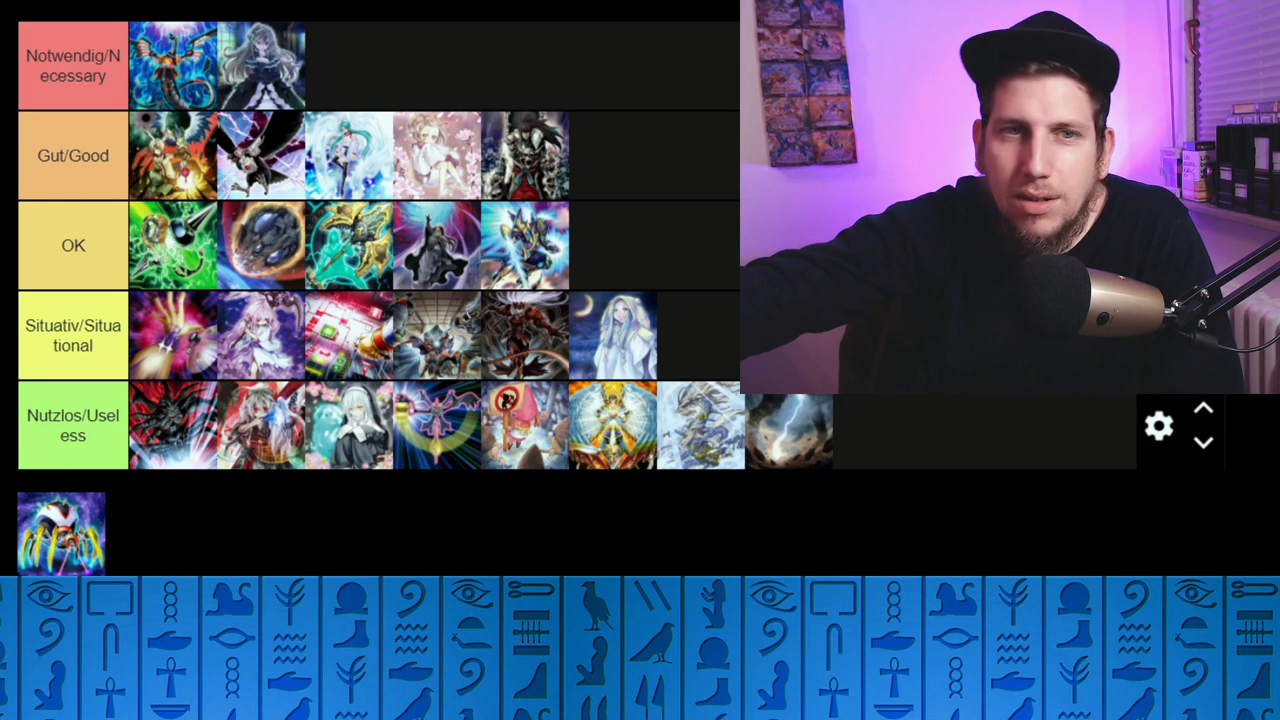 Notwendig/N
ecessary
Gut/Good
OK
Situativ/Situa
tional
Nutzlos/Usel
ess